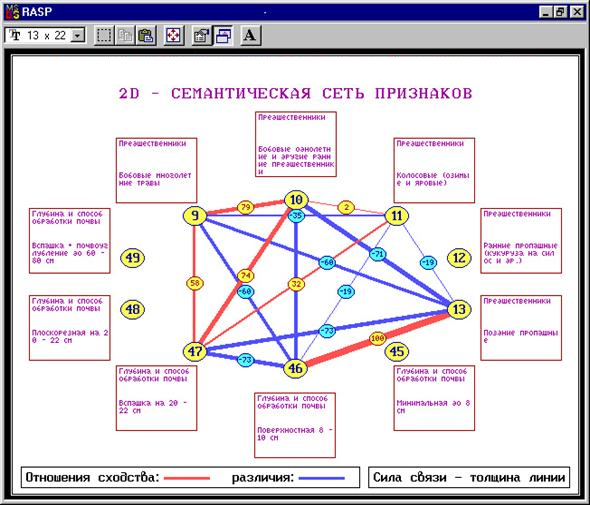 RASP
13 x 22
A
2D - СЕМАНТИЧЕСКАЯ СЕТЬ ПРИЗНАКОВ
Предшественники
Бобовые однолетн
ие и другие ранн
ие предшественник
и
Предшественники
Бобовые многолет
ние травы
Предшественники
Колосовые (озимы
е и яровые)
Глубина и способ
обработки почвы
Вспашка + почвоуг
лубление до 60 -
80 см
Предшественники
Ранние пропашные
(кукуруза на сил
ос и др.)
Глубина и способ
обработки почвы
Плоскорезная на 2
0 - 22 см
Предшественники
Поздние пропашны
е
Глубина и способ
обработки почвы
Вспашка на 20 -
22 см
Глубина и способ
обработки почвы
Поверхностная 8 -
10 см
Глубина и способ
обработки почвы
Минимальная до 8
см
10
9
79
-35
2
11
49
58
74
-60
32
-60
-71
-19
-19
12
48
-73
13
47
-73
46
100
45
Отношения сходства:
различия:
Сила связи - толщина линии